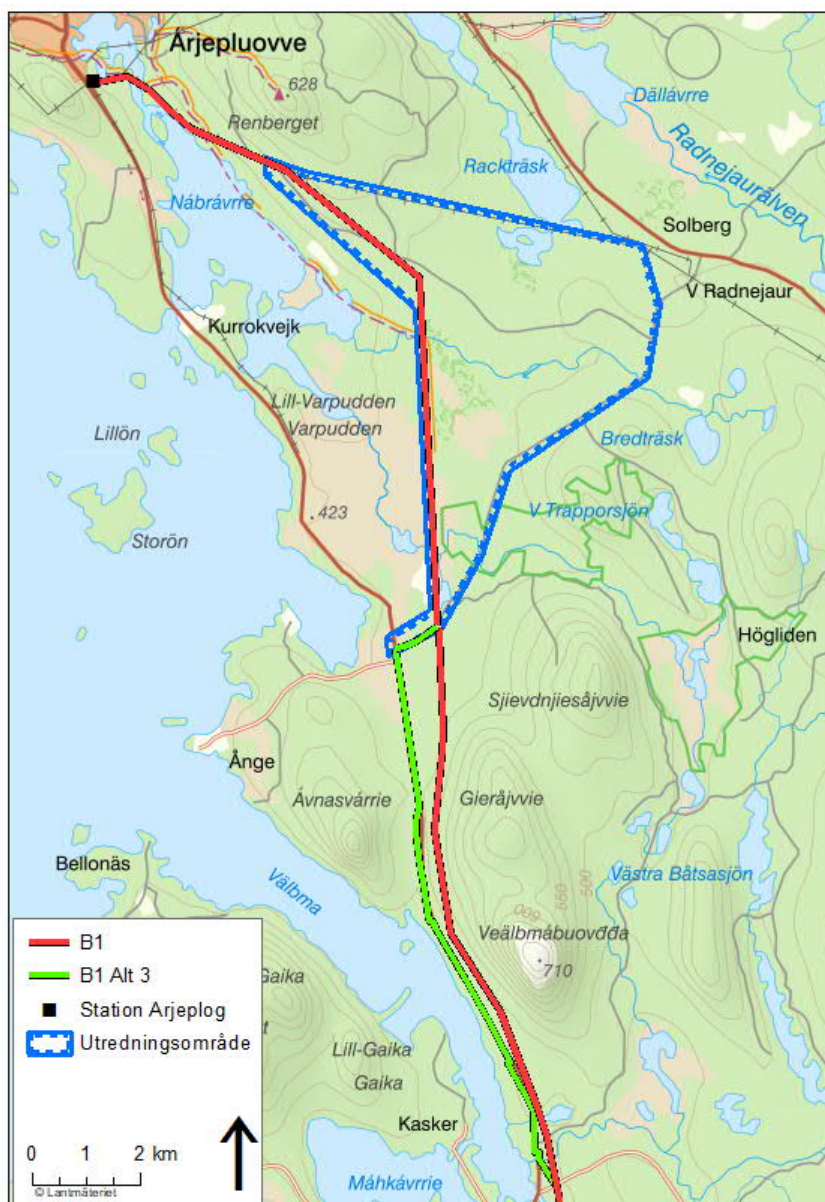 Árjepluovve
628
Renberget
Dällávrre
Radnejaurälven
Rackträsk
Nábrávrre
Solberg
V Radnejaur
Kurrokvejk
Lill-Varpudden
Varpudden
Lillön
Bredträsk
423
V Trapporsjön
Storön
Högliden
Sjievdnjiesåjvvie
Ånge
Ávnasvárrie
Gieråjvvie
Bellonäs
Västra Båtsasjön
600
550
500
Veälbmábuovđđa
710
Gaika
Lill-Gaika
Gaika
Kasker
Máhkávrrie
B1
B1 Alt 3
Station Arjeplog
Utredningsområde
0 1 2 km
© Lantmäteriet